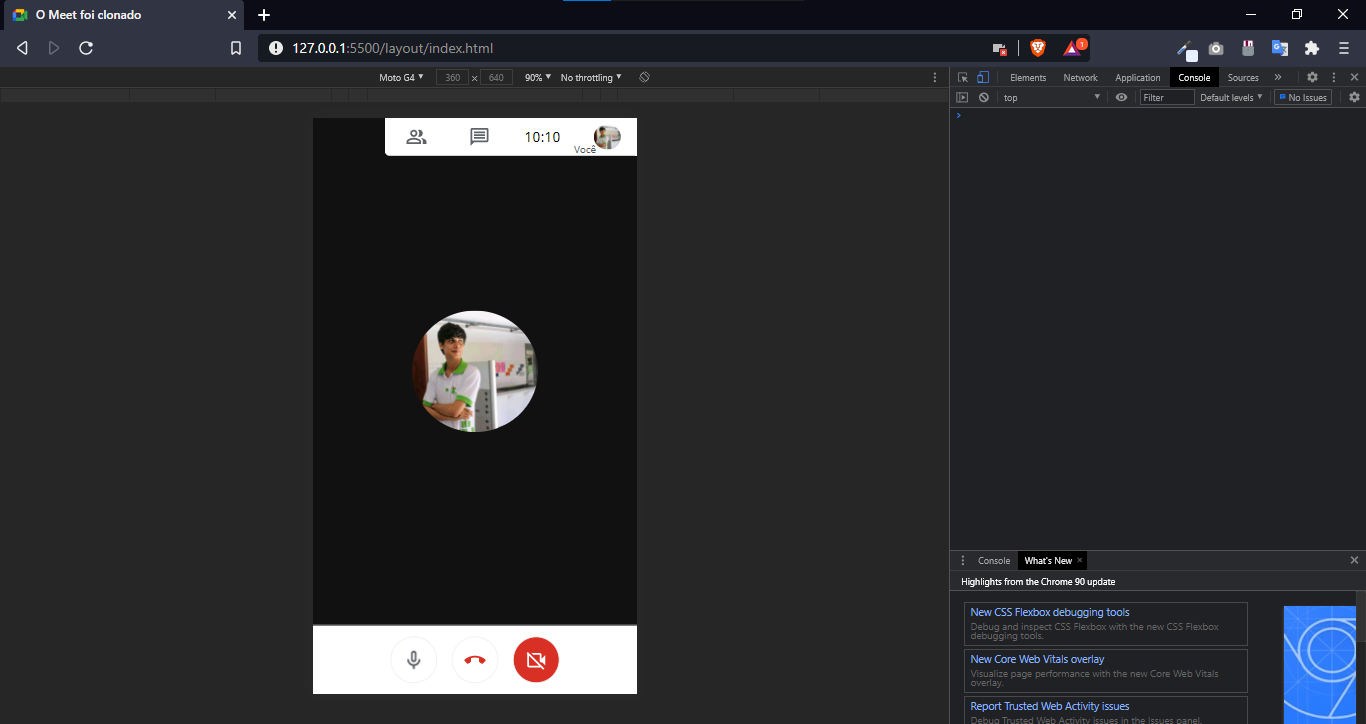 O Meet foi clonado
127.0.0.1:5500/layout/index.html
1
Moto G4 360 x 640 90% No throttling
Elements Network Application Console Sources
top Filter Default levels No Issues
10:10
Você
Console What's New
Highlights from the Chrome 90 update
New CSS Flexbox debugging tools
Debug and inspect CSS Flexbox with the new CSS Flexbox
debugging tools.
New Core Web Vitals overlay
Visualize page performance with the new Core Web Vitals
overlay.
Report Trusted Web Activity issues
Debug Trusted Web Activity issues in the Issues panel.